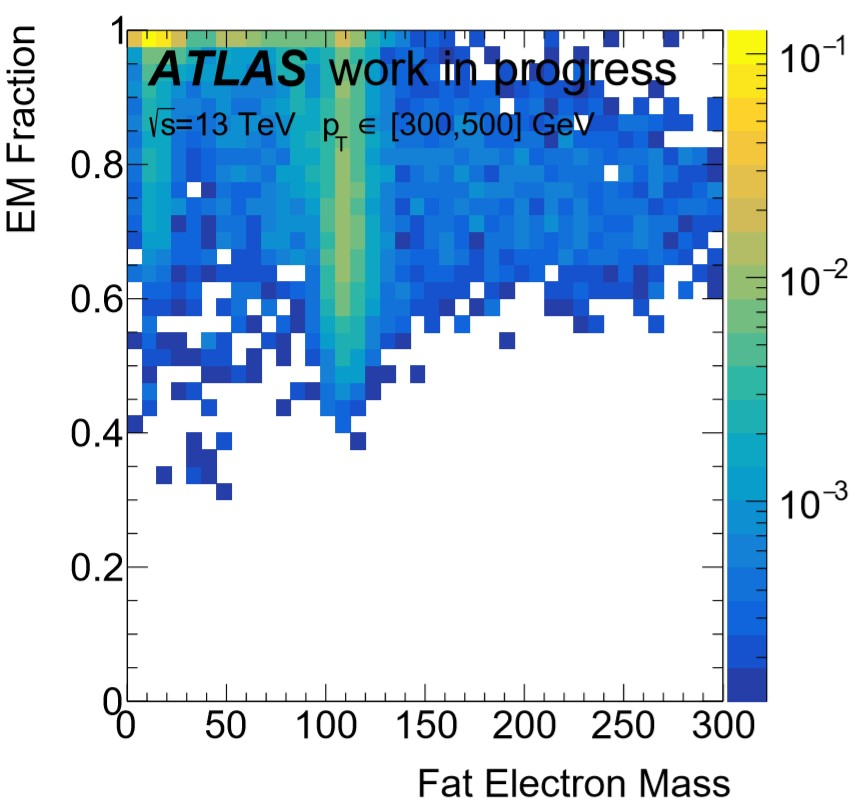 EM Fraction
1
0.8
0.6
0.4
0.2
0
ATLAS work in progress
√s=13 TeV p_T ∈ [300,500] GeV
0 50 100 150 200 250 300
Fat Electron Mass
10⁻¹
10⁻²
10⁻³